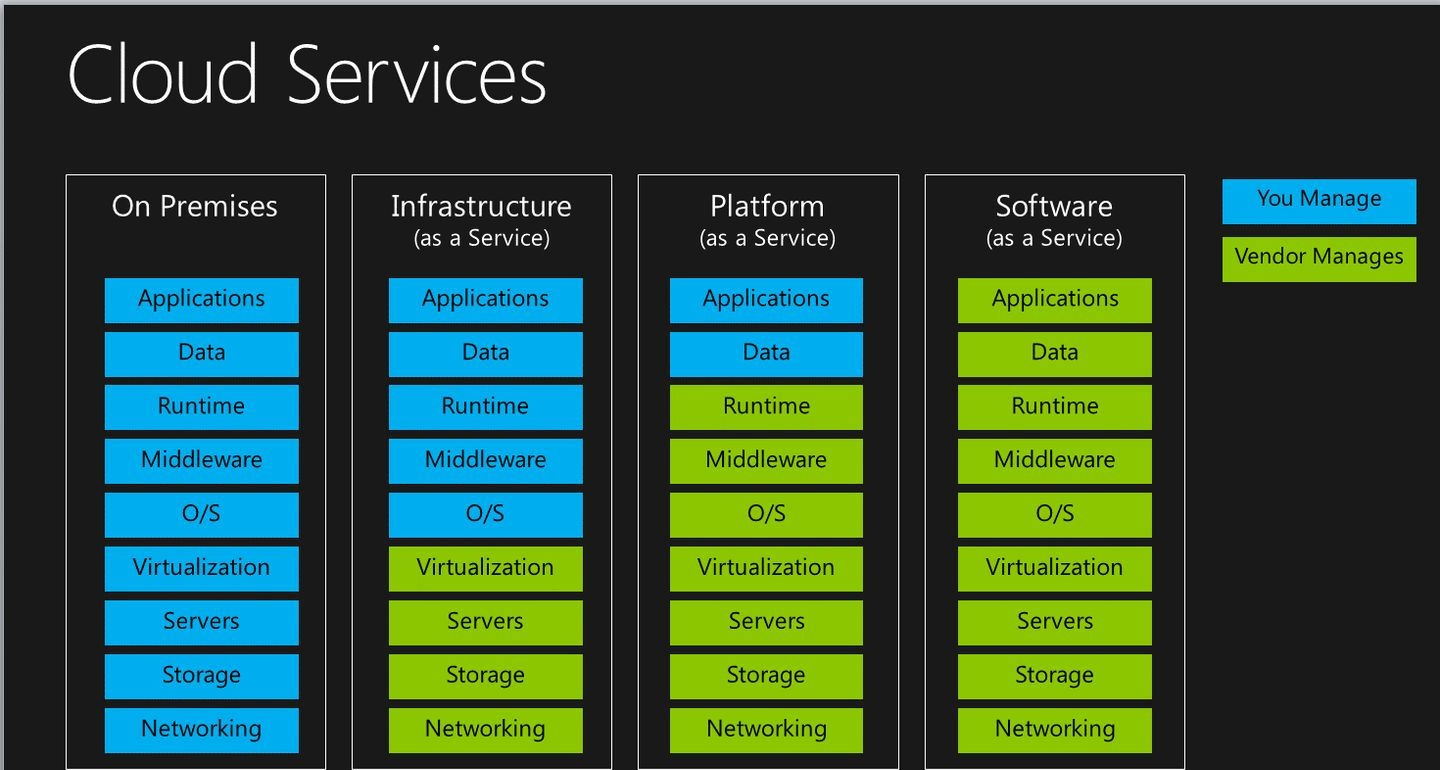 Cloud Services
On Premises
Applications
Data
Runtime
Middleware
O/S
Virtualization
Servers
Storage
Networking
Infrastructure
(as a Service)
Applications
Data
Runtime
Middleware
O/S
Virtualization
Servers
Storage
Networking
Platform
(as a Service)
Applications
Data
Runtime
Middleware
O/S
Virtualization
Servers
Storage
Networking
Software
(as a Service)
Applications
Data
Runtime
Middleware
O/S
Virtualization
Servers
Storage
Networking
You Manage
Vendor Manages